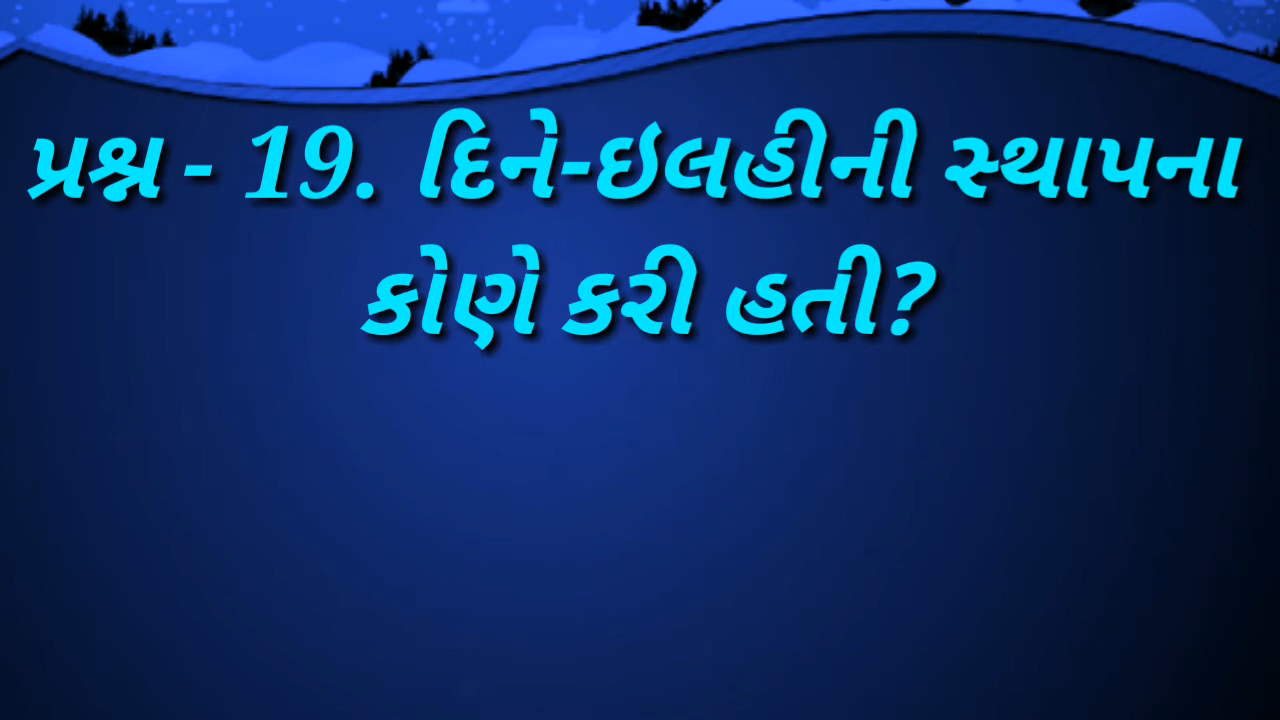 પ્રશ્ન - 19. દિને-ઇલહીની સ્થાપના
કોણે કરી હતી?